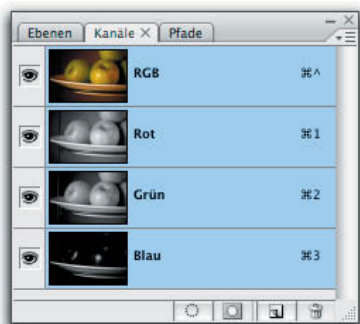 Ebenen Kanäle × Pfade
RGB ⌘^
Rot ⌘1
Grün ⌘2
Blau ⌘3